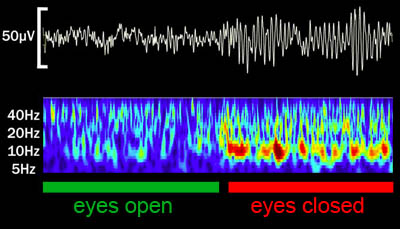 50µV
40Hz
20Hz
10Hz
5Hz
eyes open
eyes closed